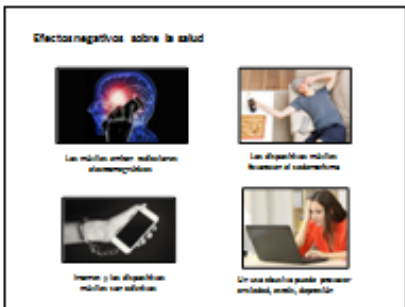 Efectos negativos sobre la salud
Los móviles emiten radiaciones
electromagnéticas
Los dispositivos móviles
favorecen el sedentarismo
Internet y los dispositivos
móviles son adictivos
Un uso abusivo puede provocar
ansiedad, estrés, depresión